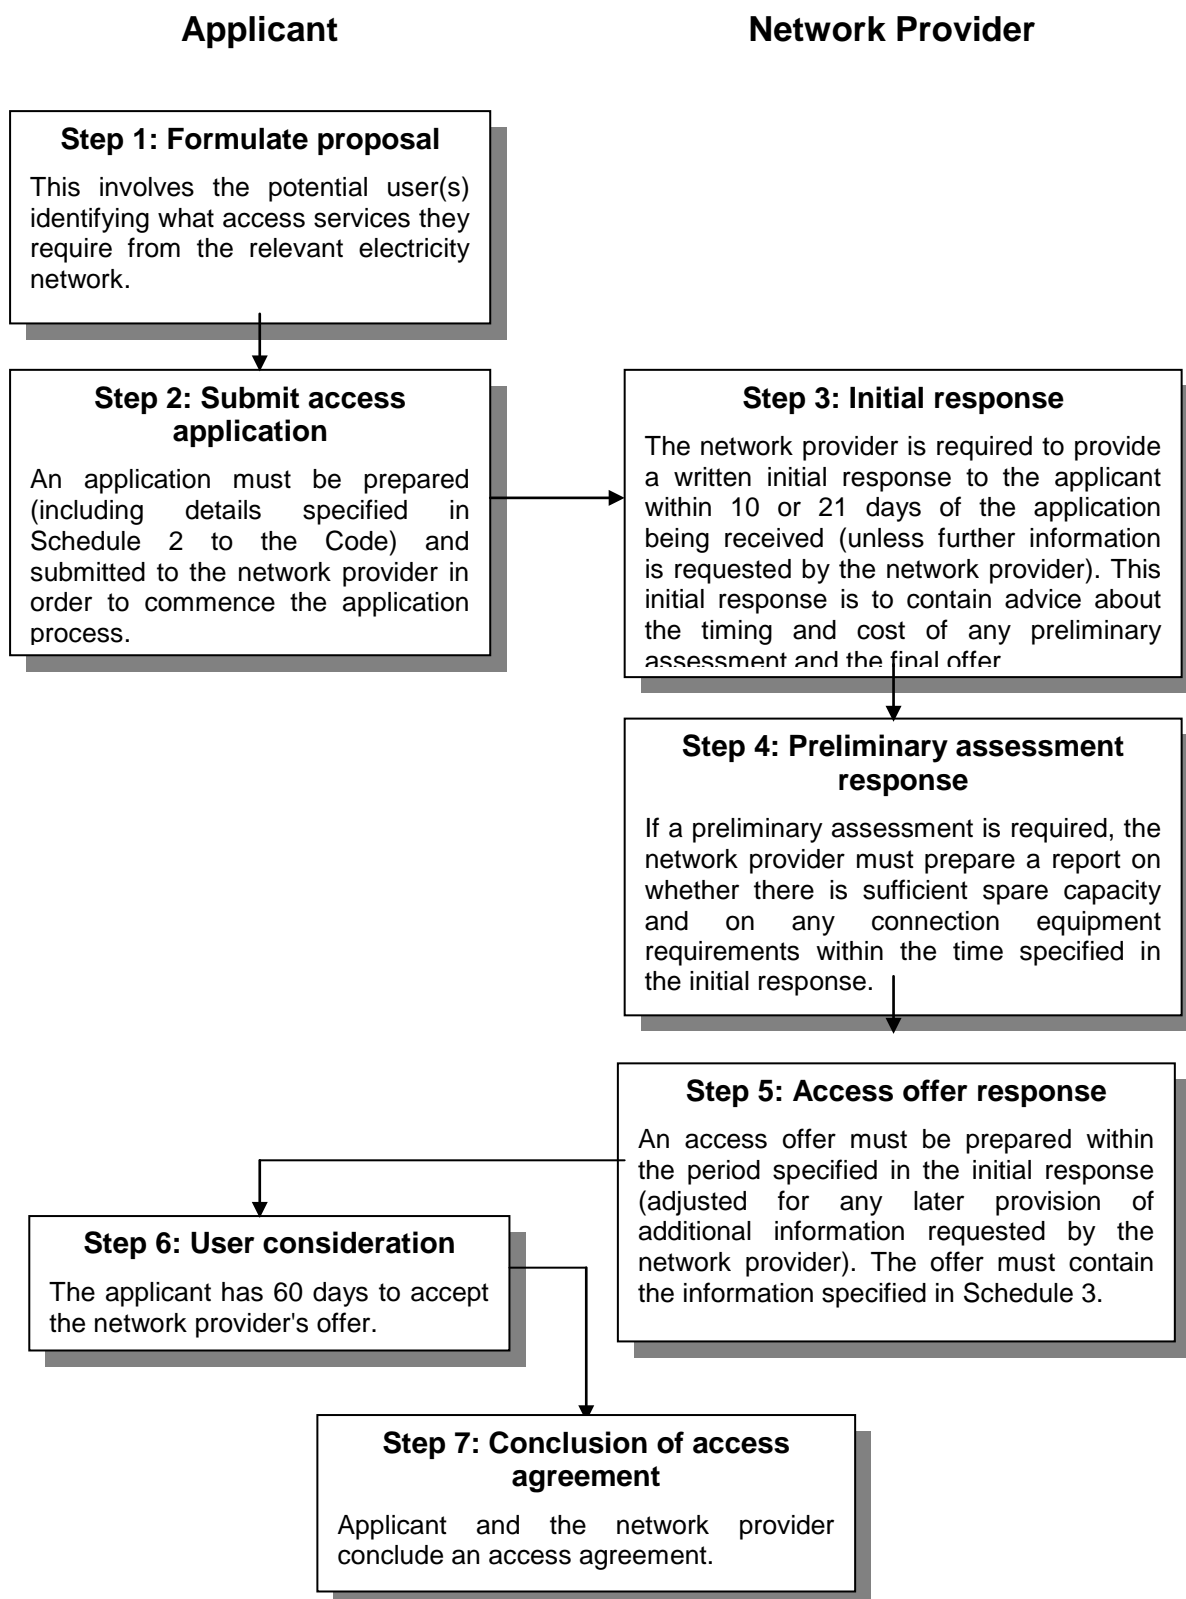 Applicant
Network Provider
Step 1: Formulate proposal
This involves the potential user(s)
identifying what access services they
require from the relevant electricity
network.
Step 2: Submit access
application
An application must be prepared
(including details specified in
Schedule 2 to the Code) and
submitted to the network provider in
order to commence the application
process.
Step 3: Initial response
The network provider is required to provide
a written initial response to the applicant
within 10 or 21 days of the application
being received (unless further information
is requested by the network provider). This
initial response is to contain advice about
the timing and cost of any preliminary
assessment and the final offer
Step 4: Preliminary assessment
response
If a preliminary assessment is required, the
network provider must prepare a report on
whether there is sufficient spare capacity
and on any connection equipment
requirements within the time specified in
the initial response.
Step 5: Access offer response
An access offer must be prepared within
the period specified in the initial response
(adjusted for any later provision of
additional information requested by the
network provider). The offer must contain
the information specified in Schedule 3.
Step 6: User consideration
The applicant has 60 days to accept
the network provider's offer.
Step 7: Conclusion of access
agreement
Applicant and the network provider
conclude an access agreement.